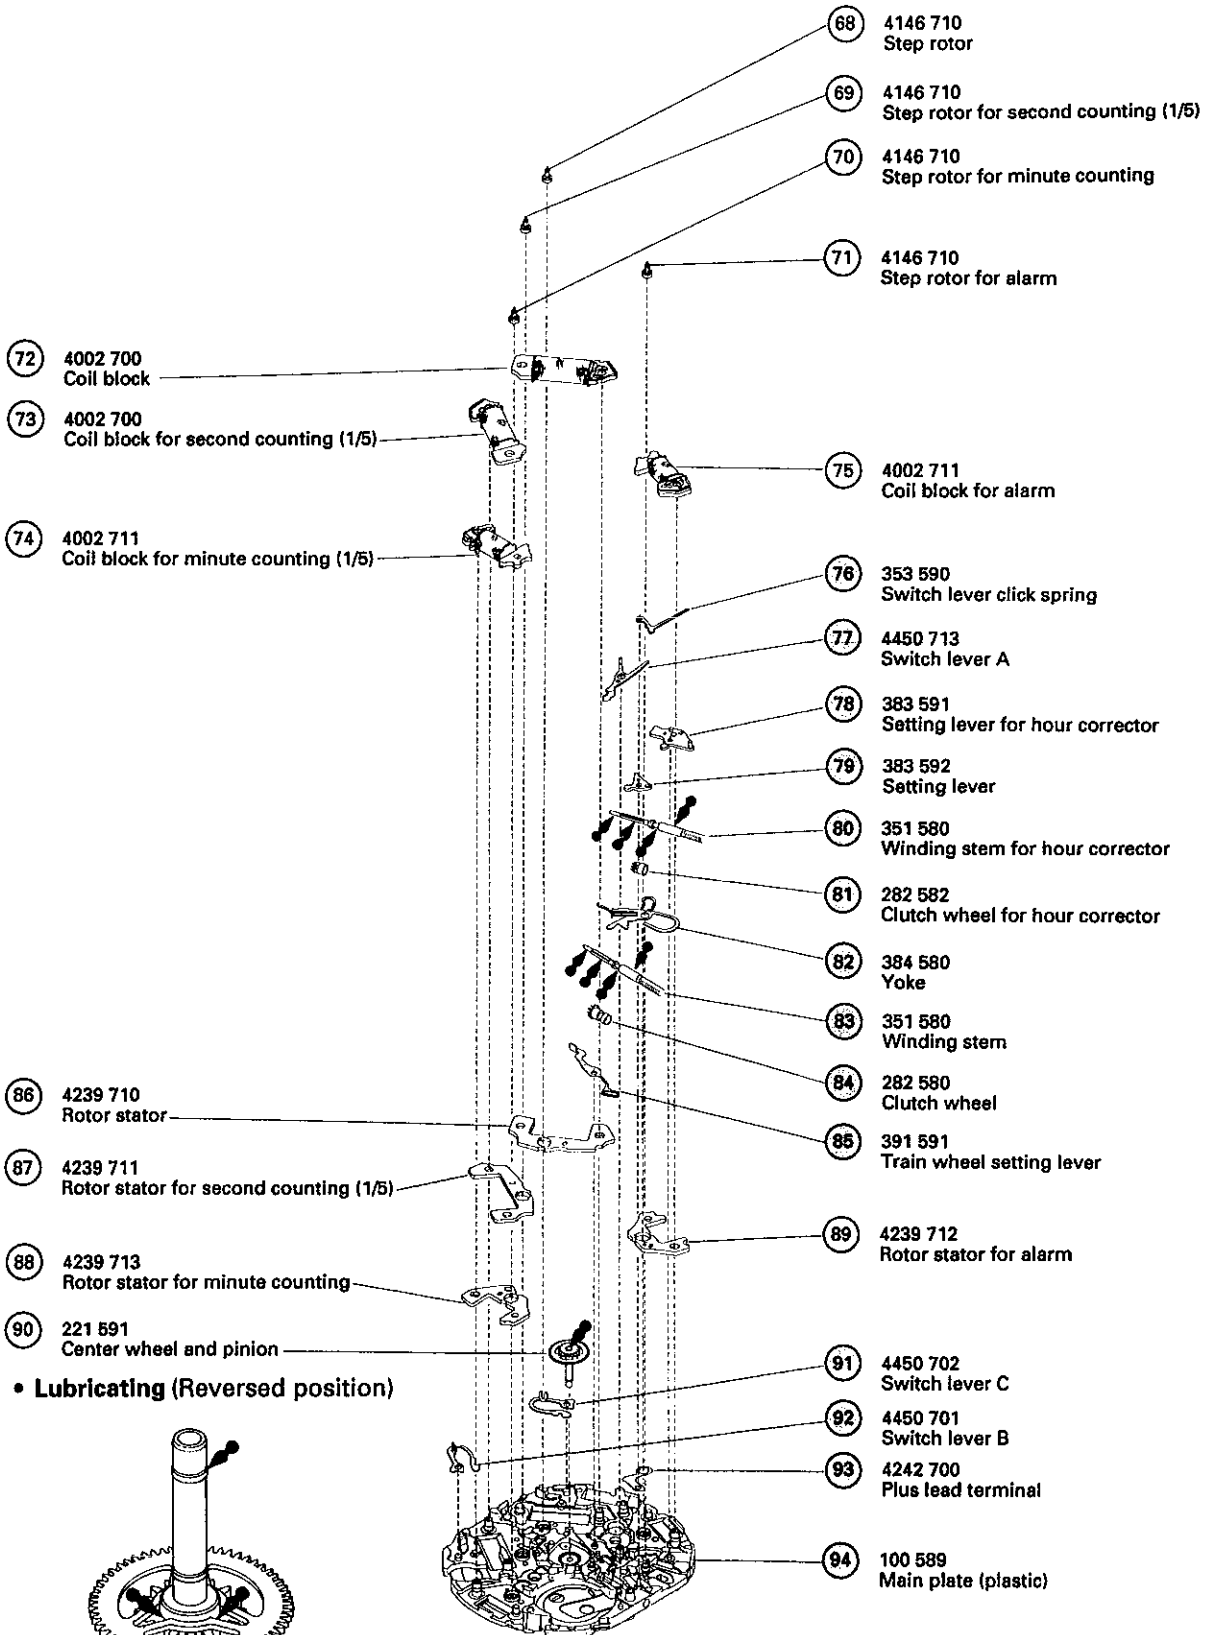 68 4146 710
Step rotor
69 4146 710
Step rotor for second counting (1/5)
70 4146 710
Step rotor for minute counting
71 4146 710
Step rotor for alarm
72 4002 700
Coil block
73 4002 700
Coil block for second counting (1/5)
74 4002 711
Coil block for minute counting (1/5)
75 4002 711
Coil block for alarm
76 353 590
Switch lever click spring
77 4450 713
Switch lever A
78 383 591
Setting lever for hour corrector
79 383 592
Setting lever
80 351 580
Winding stem for hour corrector
81 282 582
Clutch wheel for hour corrector
82 384 580
Yoke
83 351 580
Winding stem
84 282 580
Clutch wheel
85 391 591
Train wheel setting lever
86 4239 710
Rotor stator
87 4239 711
Rotor stator for second counting (1/5)
88 4239 713
Rotor stator for minute counting
89 4239 712
Rotor stator for alarm
90 221 591
Center wheel and pinion
• Lubricating (Reversed position)
91 4450 702
Switch lever C
92 4450 701
Switch lever B
93 4242 700
Plus lead terminal
94 100 589
Main plate (plastic)